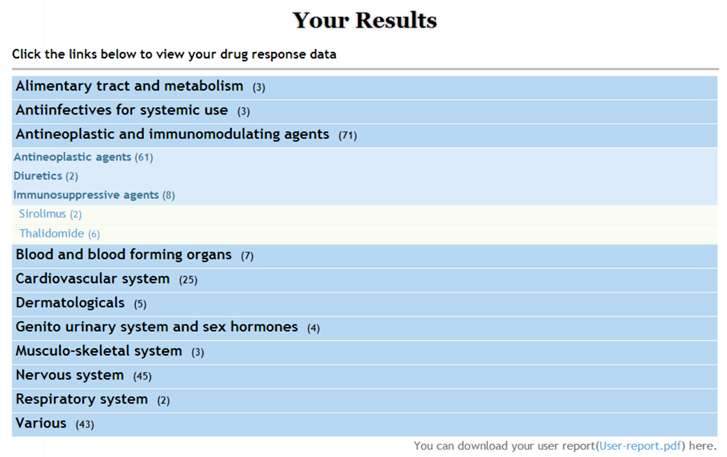 Your Results
Click the links below to view your drug response data
Alimentary tract and metabolism (3)
Antiinfectives for systemic use (3)
Antineoplastic and immunomodulating agents (71)
Antineoplastic agents (61)
Diuretics (2)
Immunosuppressive agents (8)
Sirolimus (2)
Thalidomide (6)
Blood and blood forming organs (7)
Cardiovascular system (25)
Dermatologicals (5)
Genito urinary system and sex hormones (4)
Musculo-skeletal system (3)
Nervous system (45)
Respiratory system (2)
Various (43)
You can download your user report(User-report.pdf) here.